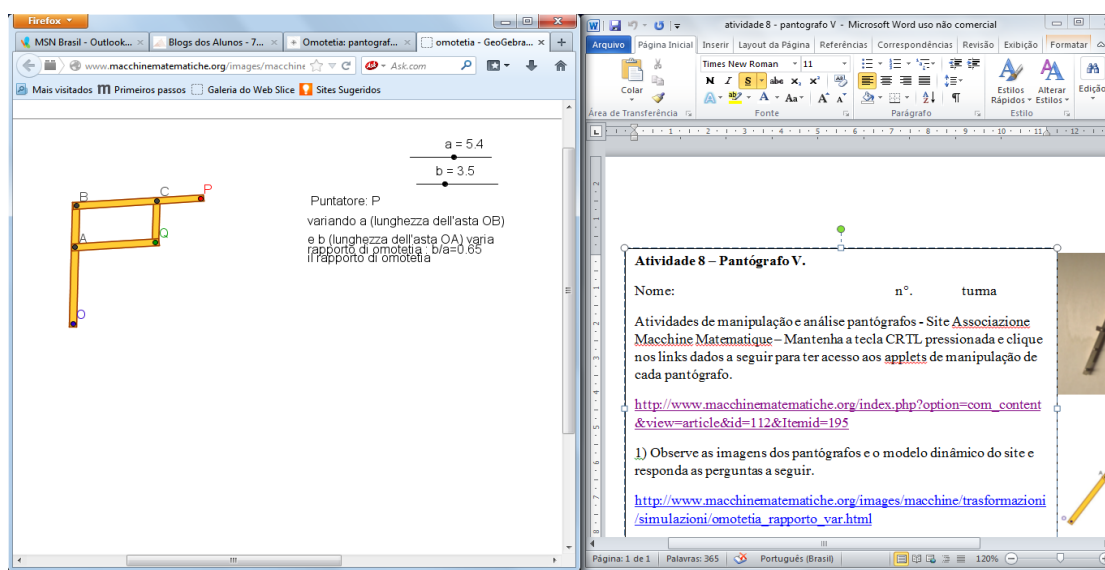 Firefox
MSN Brasil - Outlook...
Blogs dos Alunos - 7...
Omotetia: pantograf...
omotetia - GeoGebra...
www.macchinematematiche.org/images/macchine
Ask.com
Mais visitados
Primeiros passos
Galeria do Web Slice
Sites Sugeridos
a = 5.4
b = 3.5
B
C
P
A
Q
O
Puntatore: P
variando a (lunghezza dell'asta OB)
e b (lunghezza dell'asta OA) varia
rapporto di omotetia : b/a=0.65
il rapporto di omotetia
atividade 8 - pantografo V - Microsoft Word uso não comercial
Arquivo
Página Inicial
Inserir
Layout da Página
Referências
Correspondências
Revisão
Exibição
Formatar
Colar
Times New Roman
11
N I S abc x₂ x²
A ab A Aa A A
Estilos Rápidos
Alterar Estilos
Edição
Área de Transferência
Fonte
Parágrafo
Estilo
Atividade 8 – Pantógrafo V.
Nome: n°. turma
Atividades de manipulação e análise pantógrafos - Site Associazione
Macchine Matematique – Mantenha a tecla CRTL pressionada e clique
nos links dados a seguir para ter acesso aos applets de manipulação de
cada pantógrafo.
http://www.macchinematematiche.org/index.php?option=com_content
&view=article&id=112&Itemid=195
1) Observe as imagens dos pantógrafos e o modelo dinâmico do site e
responda as perguntas a seguir.
http://www.macchinematematiche.org/images/macchine/trasformazioni
/simulazioni/omotetia_rapporto_var.html
Página: 1 de 1
Palavras: 365
Português (Brasil)
120%